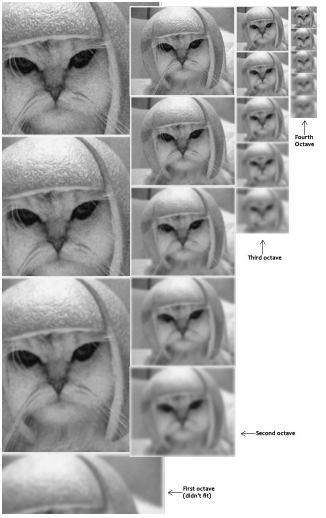 Fourth
Octave
Third octave
Second octave
First octave
(didn't fit)